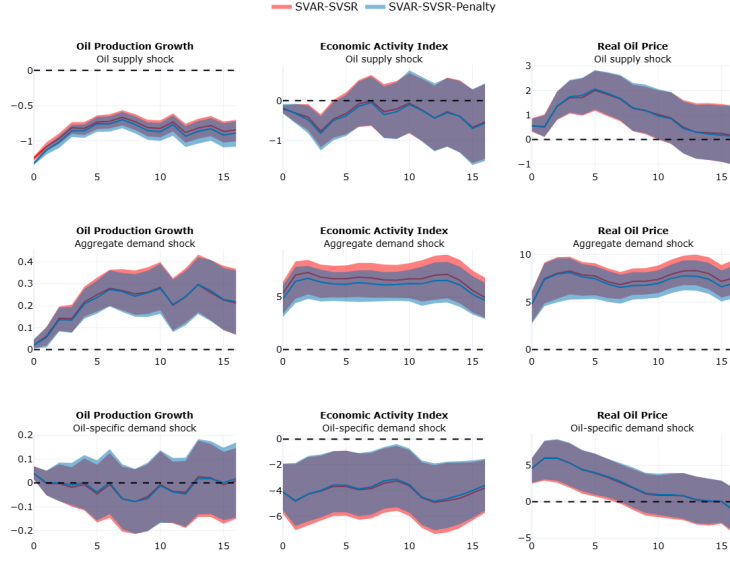 SVAR-SVSR SVAR-SVSR-Penalty
Oil Production Growth
Oil supply shock
0
−0.5
−1
0 5 10 15
Economic Activity Index
Oil supply shock
0
−1
0 5 10 15
Real Oil Price
Oil supply shock
3
2
1
0
−1
0 5 10 15
Oil Production Growth
Aggregate demand shock
0.4
0.3
0.2
0.1
0
0 5 10 15
Economic Activity Index
Aggregate demand shock
5
0
0 5 10 15
Real Oil Price
Aggregate demand shock
10
5
0
0 5 10 15
Oil Production Growth
Oil-specific demand shock
0.2
0.1
0
−0.1
−0.2
0 5 10 15
Economic Activity Index
Oil-specific demand shock
0
−2
−4
−6
0 5 10 15
Real Oil Price
Oil-specific demand shock
5
0
−5
0 5 10 15